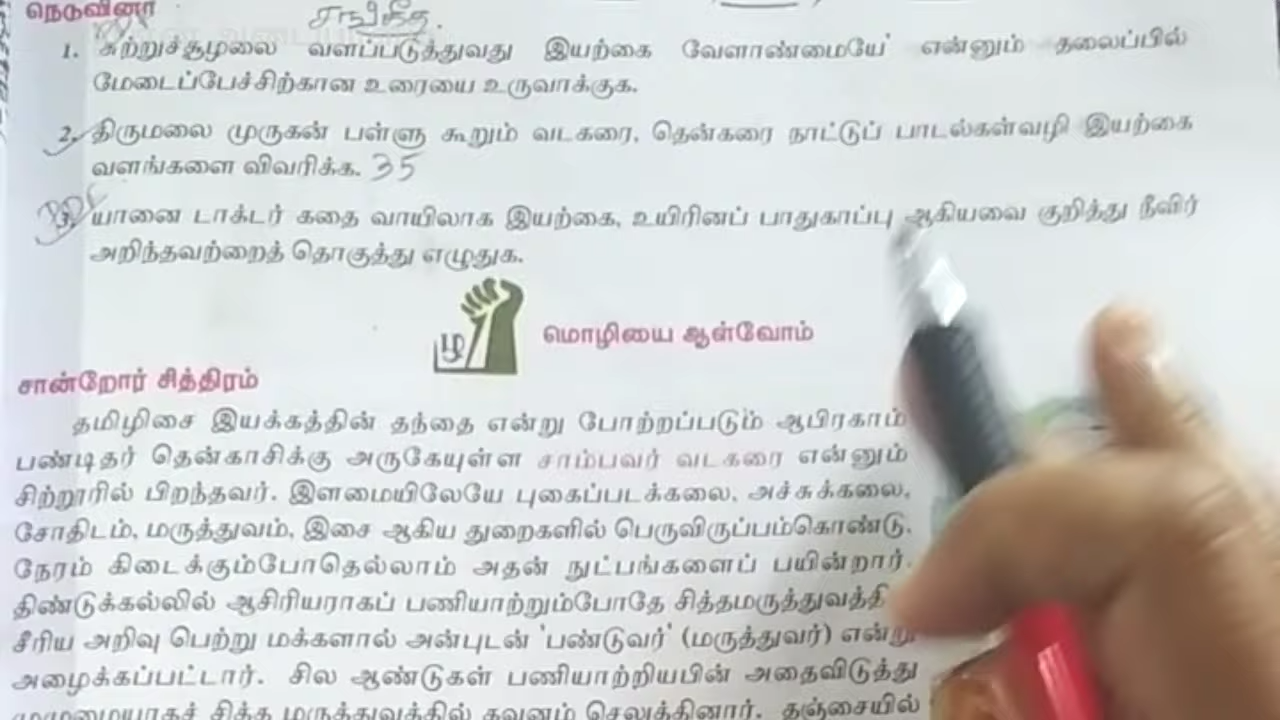 நெடுவினா
சங்கீத.
1. சுற்றுச்சூழலை வளப்படுத்துவது இயற்கை வேளாண்மையே' என்னும் தலைப்பில்
மேடைப்பேச்சிற்கான உரையை உருவாக்குக.
2. திருமலை முருகன் பள்ளு கூறும் வடகரை, தென்கரை நாட்டுப் பாடல்கள்வழி இயற்கை
வளங்களை விவரிக்க. 35
3. யானை டாக்டர் கதை வாயிலாக இயற்கை, உயிரினப் பாதுகாப்பு ஆகியவை குறித்து நீவிர்
அறிந்தவற்றைத் தொகுத்து எழுதுக.
ழ
மொழியை ஆள்வோம்
சான்றோர் சித்திரம்
தமிழிசை இயக்கத்தின் தந்தை என்று போற்றப்படும் ஆபிரகாம்
பண்டிதர் தென்காசிக்கு அருகேயுள்ள சாம்பவர் வடகரை என்னும்
சிற்றூரில் பிறந்தவர். இளமையிலேயே புகைப்படக்கலை, அச்சுக்கலை,
சோதிடம், மருத்துவம், இசை ஆகிய துறைகளில் பெருவிருப்பம்கொண்டு,
நேரம் கிடைக்கும்போதெல்லாம் அதன் நுட்பங்களைப் பயின்றார்.
திண்டுக்கல்லில் ஆசிரியராகப் பணியாற்றும்போதே சித்தமருத்துவத்தி
சீரிய அறிவு பெற்று மக்களால் அன்புடன் 'பண்டுவர்' (மருத்துவர்) என்று
அழைக்கப்பட்டார். சில ஆண்டுகள் பணியாற்றியபின் அதைவிடுத்து
முழுமையாகச் சித்த மருத்துவத்தில் கவனம் செலுத்தினார். தஞ்சையில்